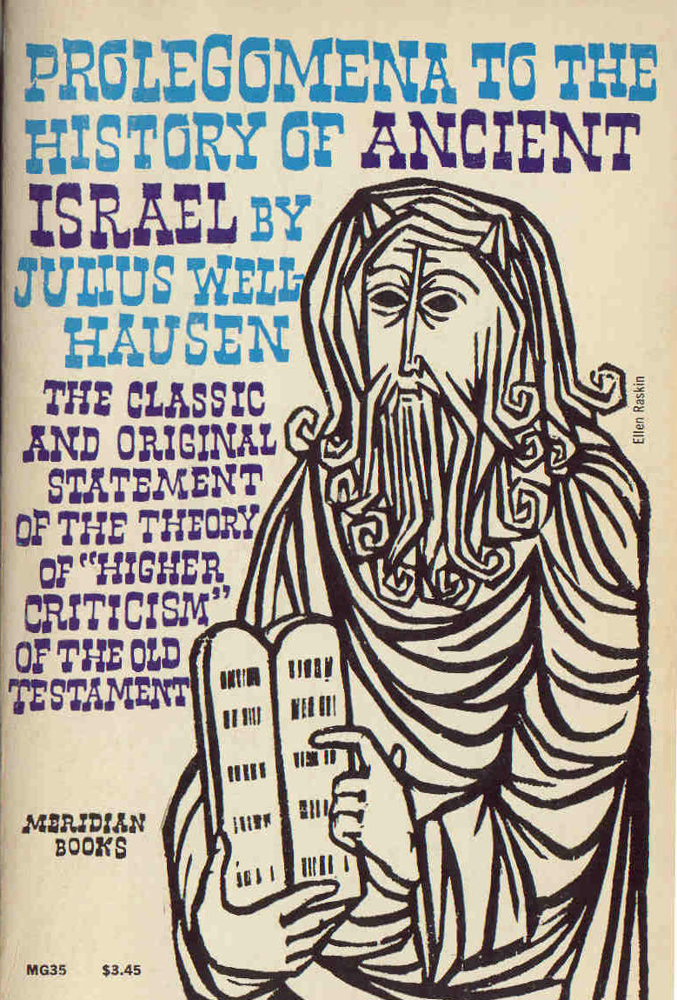 PROLEGOMENA TO THE
HISTORY OF ANCIENT
ISRAEL BY
JULIUS WELL-
HAUSEN
THE CLASSIC
AND ORIGINAL
STATEMENT
OF THE THEORY
OF “HIGHER
CRITICISM”
OF THE OLD
TESTAMENT
Ellen Raskin
MERIDIAN
BOOKS
MG35 $3.45